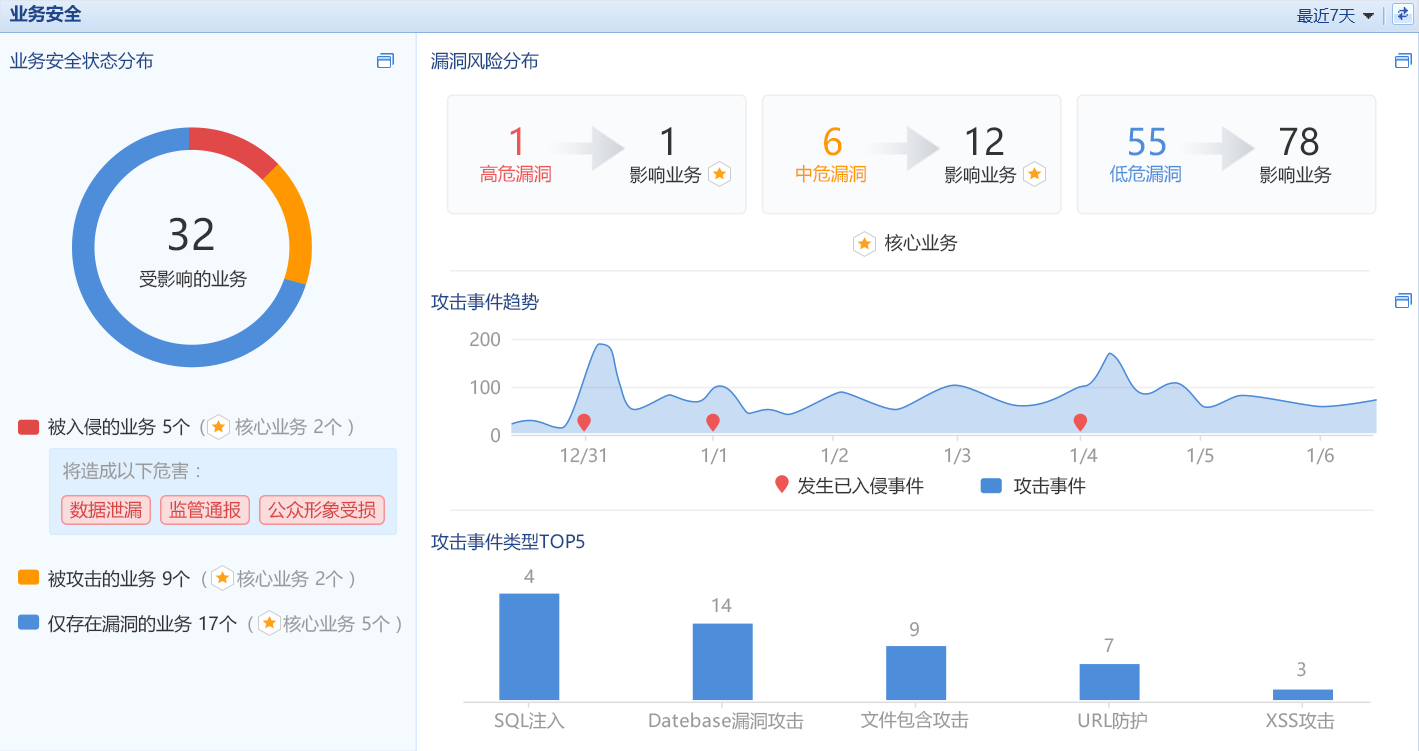 业务安全
最近7天
业务安全状态分布
32
受影响的业务
被入侵的业务 5个 ( 核心业务 2个 )
将造成以下危害：
数据泄漏 监管通报 公众形象受损
被攻击的业务 9个 ( 核心业务 2个 )
仅存在漏洞的业务 17个 ( 核心业务 5个 )
漏洞风险分布
1 1
高危漏洞 影响业务
6 12
中危漏洞 影响业务
55 78
低危漏洞 影响业务
核心业务
攻击事件趋势
200
100
0
12/31 1/1 1/2 1/3 1/4 1/5 1/6
发生已入侵事件 攻击事件
攻击事件类型TOP5
4 14 9 7 3
SQL注入 Datebase漏洞攻击 文件包含攻击 URL防护 XSS攻击